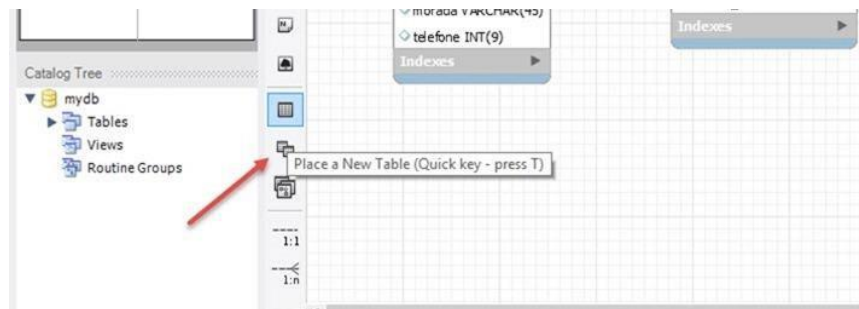 morada VARCHAR(45)
telefone INT(9)
Indexes
Indexes
Catalog Tree
mydb
Tables
Views
Routine Groups
Place a New Table (Quick key - press T)
1:1
1:n